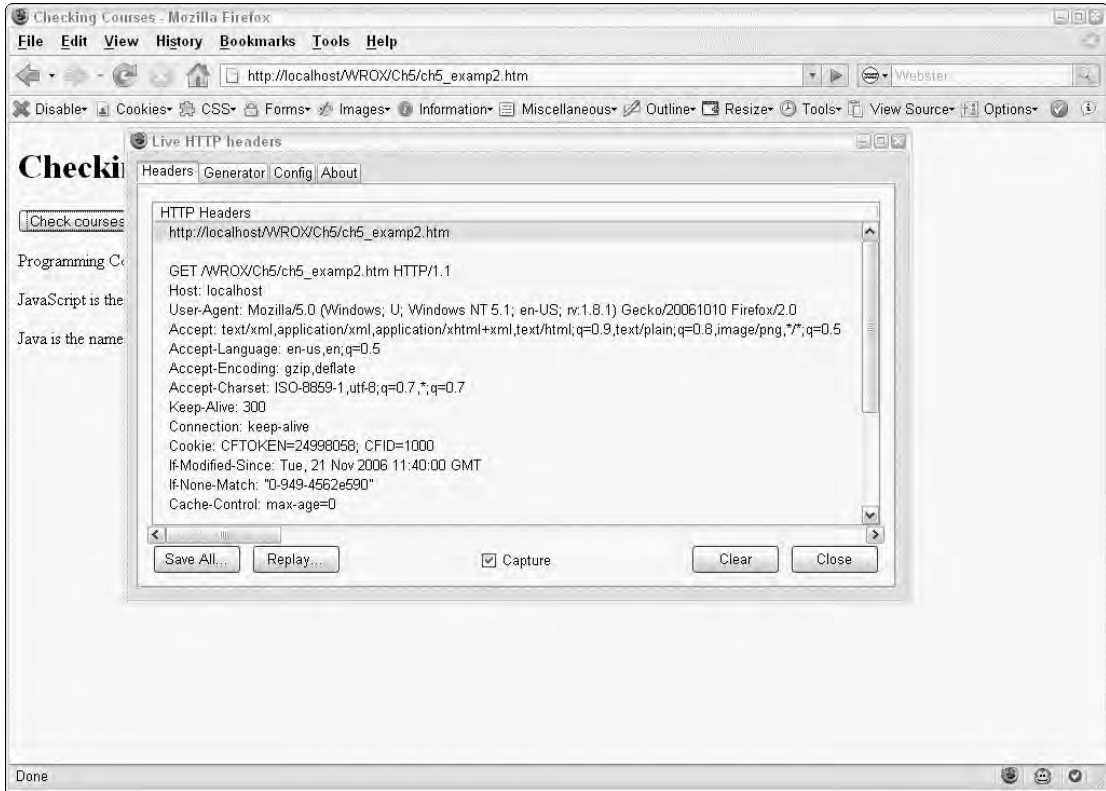 Checking Courses - Mozilla Firefox
File Edit View History Bookmarks Tools Help
http://localhost/WROX/Ch5/ch5_examp2.htm
Webster
Disable Cookies CSS Forms Images Information Miscellaneous Outline Resize Tools View Source Options
Live HTTP headers
Checki
Headers Generator Config About
HTTP Headers
Check courses
http://localhost/WROX/Ch5/ch5_examp2.htm
Programming Co
GET /WROX/Ch5/ch5_examp2.htm HTTP/1.1
Host: localhost
JavaScript is the
User-Agent: Mozilla/5.0 (Windows; U; Windows NT 5.1; en-US; rv:1.8.1) Gecko/20061010 Firefox/2.0
Accept: text/xml,application/xml,application/xhtml+xml,text/html;q=0.9,text/plain;q=0.8,image/png,*/*;q=0.5
Java is the name
Accept-Language: en-us,en;q=0.5
Accept-Encoding: gzip,deflate
Accept-Charset: ISO-8859-1,utf-8;q=0.7,*;q=0.7
Keep-Alive: 300
Connection: keep-alive
Cookie: CFTOKEN=24998058; CFID=1000
If-Modified-Since: Tue, 21 Nov 2006 11:40:00 GMT
If-None-Match: "0-949-4562e590"
Cache-Control: max-age=0
Save All... Replay... Capture Clear Close
Done